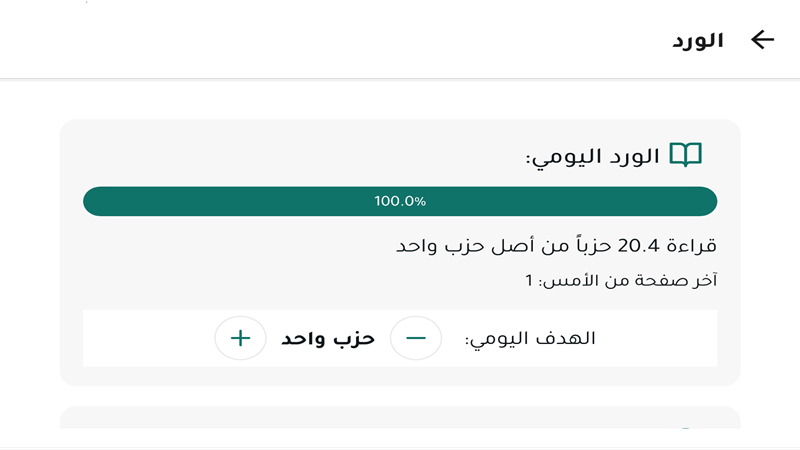 الورد
الورد اليومي:
100.0%
قراءة 20.4 حزباً من أصل حزب واحد
آخر صفحة من الأمس: 1
الهدف اليومي: − حزب واحد +